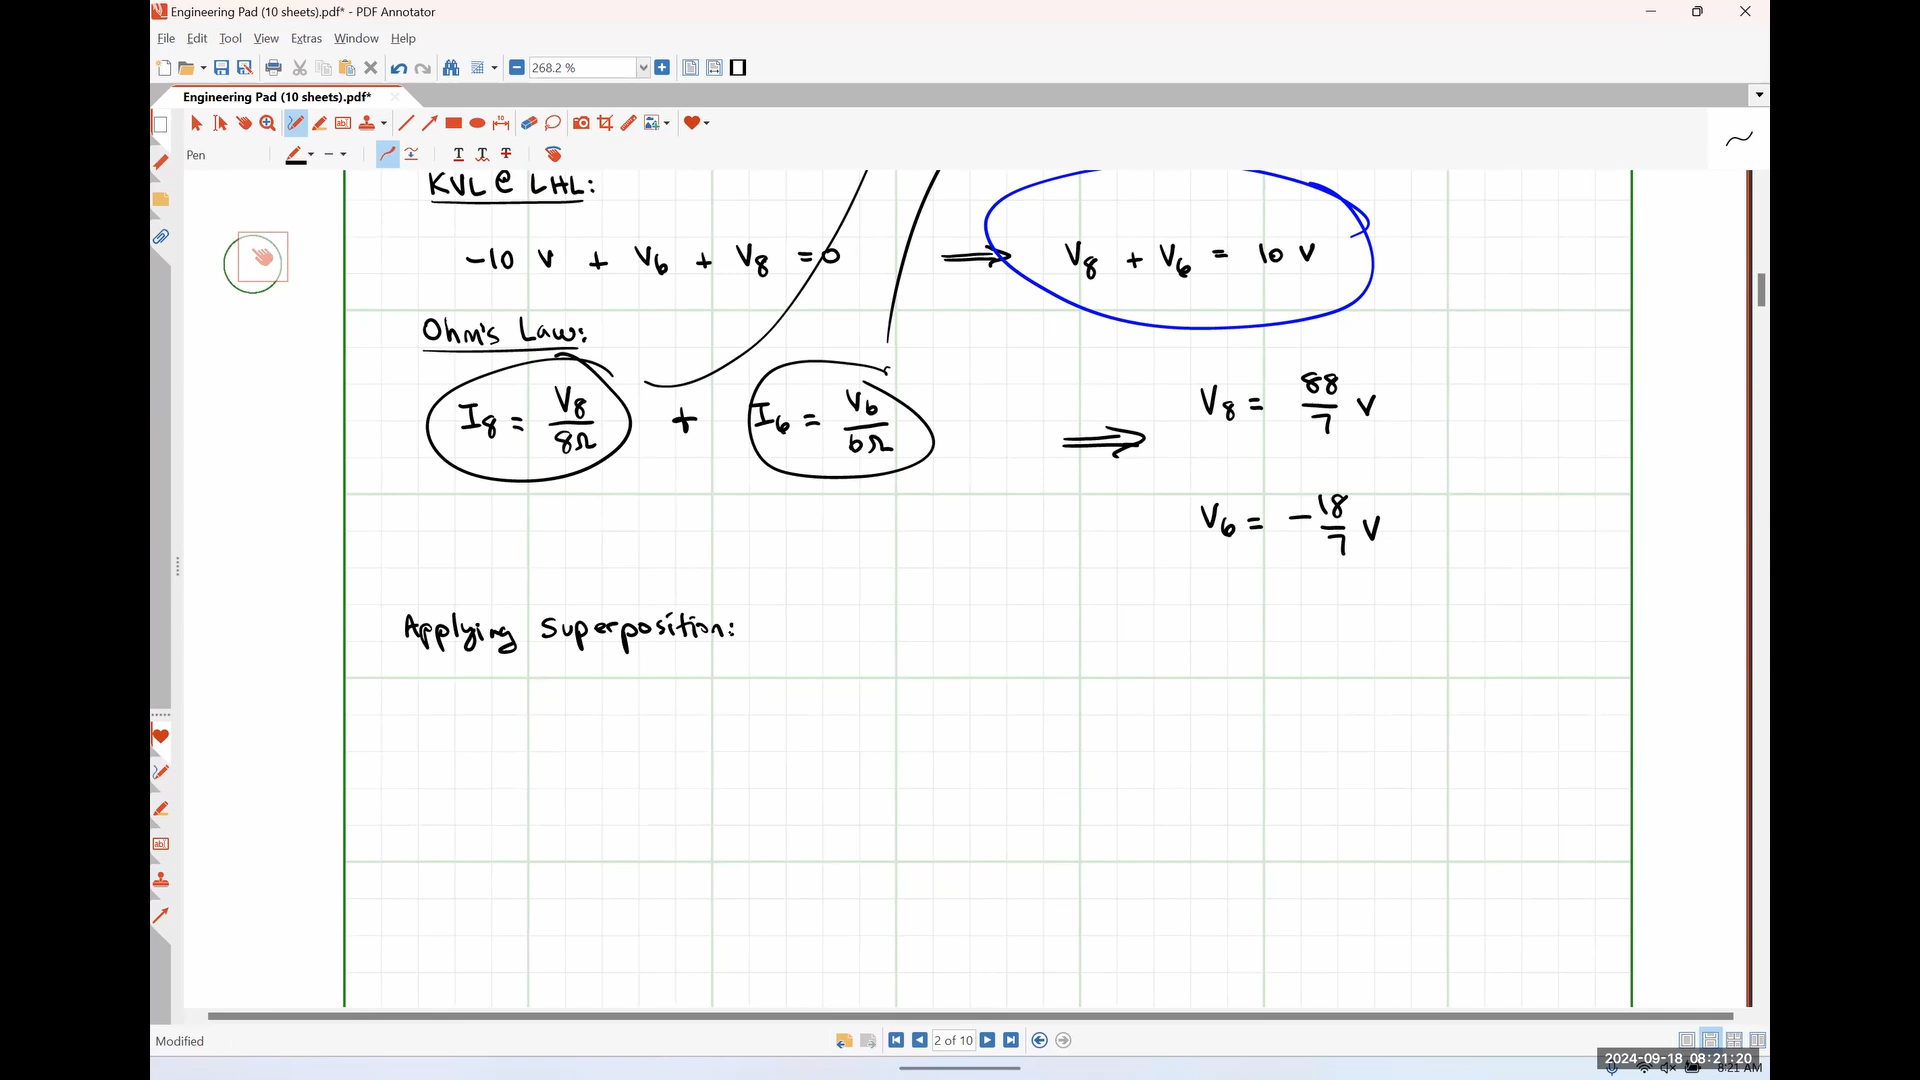 Engineering Pad (10 sheets).pdf* - PDF Annotator
File Edit Tool View Extras Window Help
268.2 %
Engineering Pad (10 sheets).pdf*
Pen
KVL @ LHL:
-10 V + V6 + V8 = 0 ⟹ V8 + V6 = 10 V
Ohm's Law:
I8 = V8/8Ω + I6 = V6/6Ω ⟹ V8 = 88/7 V
V6 = -18/7 V
Applying Superposition:
Modified
2 of 10
2024-09-18 08:21:20
8:21 AM